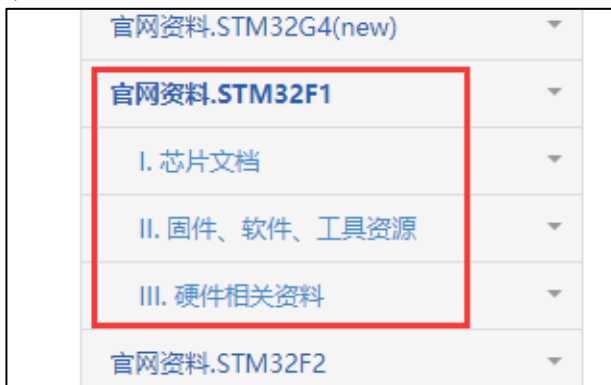 官网资料.STM32G4(new)
官网资料.STM32F1
I. 芯片文档
II. 固件、软件、工具资源
III. 硬件相关资料
官网资料.STM32F2